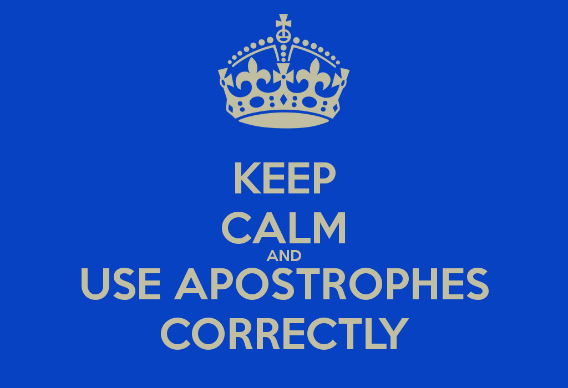 KEEP
CALM
AND
USE APOSTROPHES
CORRECTLY